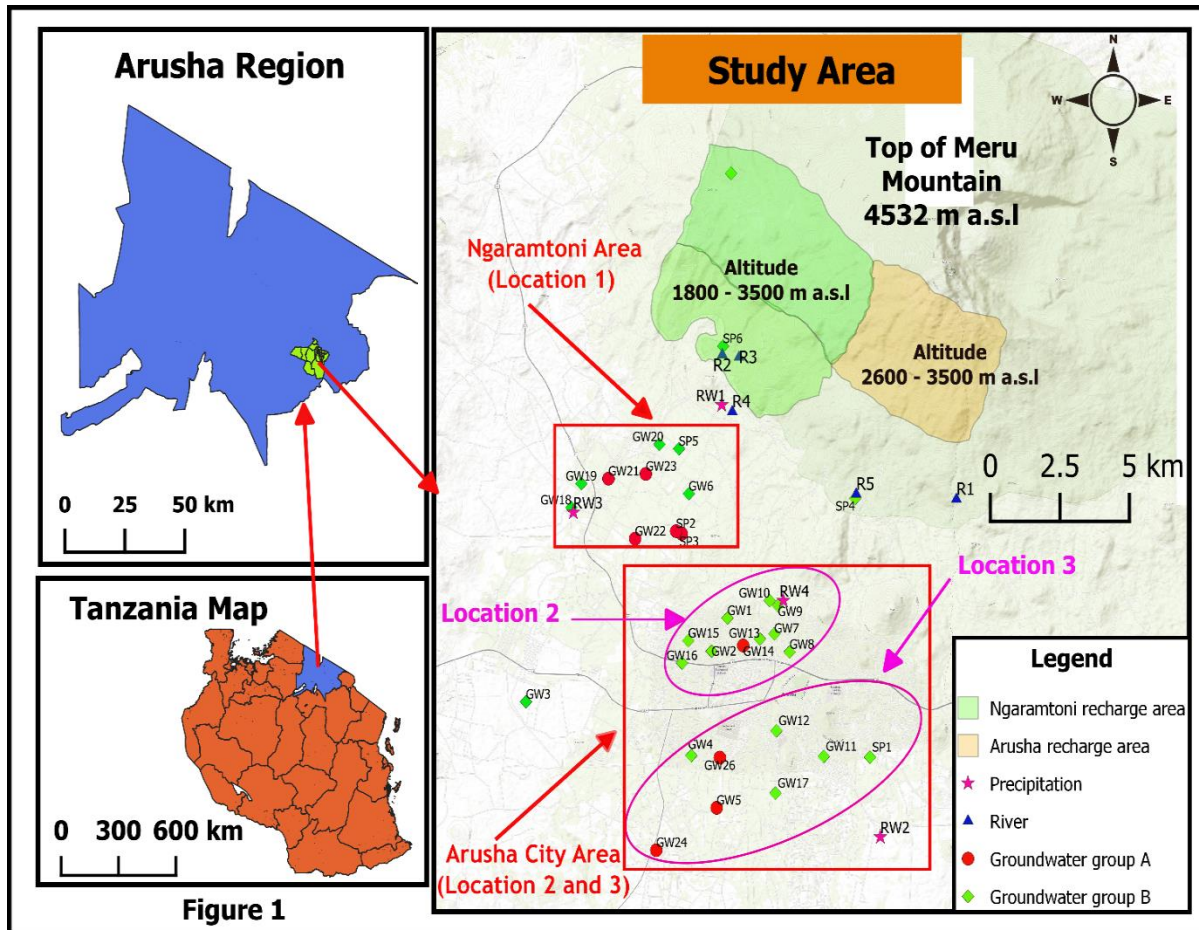 Arusha Region
0 25 50 km
Tanzania Map
0 300 600 km
Figure 1
Study Area
N
W
E
S
Top of Meru
Mountain
4532 m a.s.l
Ngaramtoni Area
(Location 1)
Altitude
1800 - 3500 m a.s.l
Altitude
2600 - 3500 m a.s.l
SP6
R2
R3
RW1
R4
GW20
SP5
GW21
GW23
GW19
GW6
GW18
RW3
SP2
GW22
SP3
R5
SP4
R1
0 2.5 5 km
Location 2
Location 3
GW10
RW4
GW9
GW1
GW15
GW13
GW7
GW2
GW14
GW8
GW16
GW3
GW12
GW4
GW26
GW11
SP1
GW5
GW17
GW24
RW2
Arusha City Area
(Location 2 and 3)
Legend
Ngaramtoni recharge area
Arusha recharge area
Precipitation
River
Groundwater group A
Groundwater group B